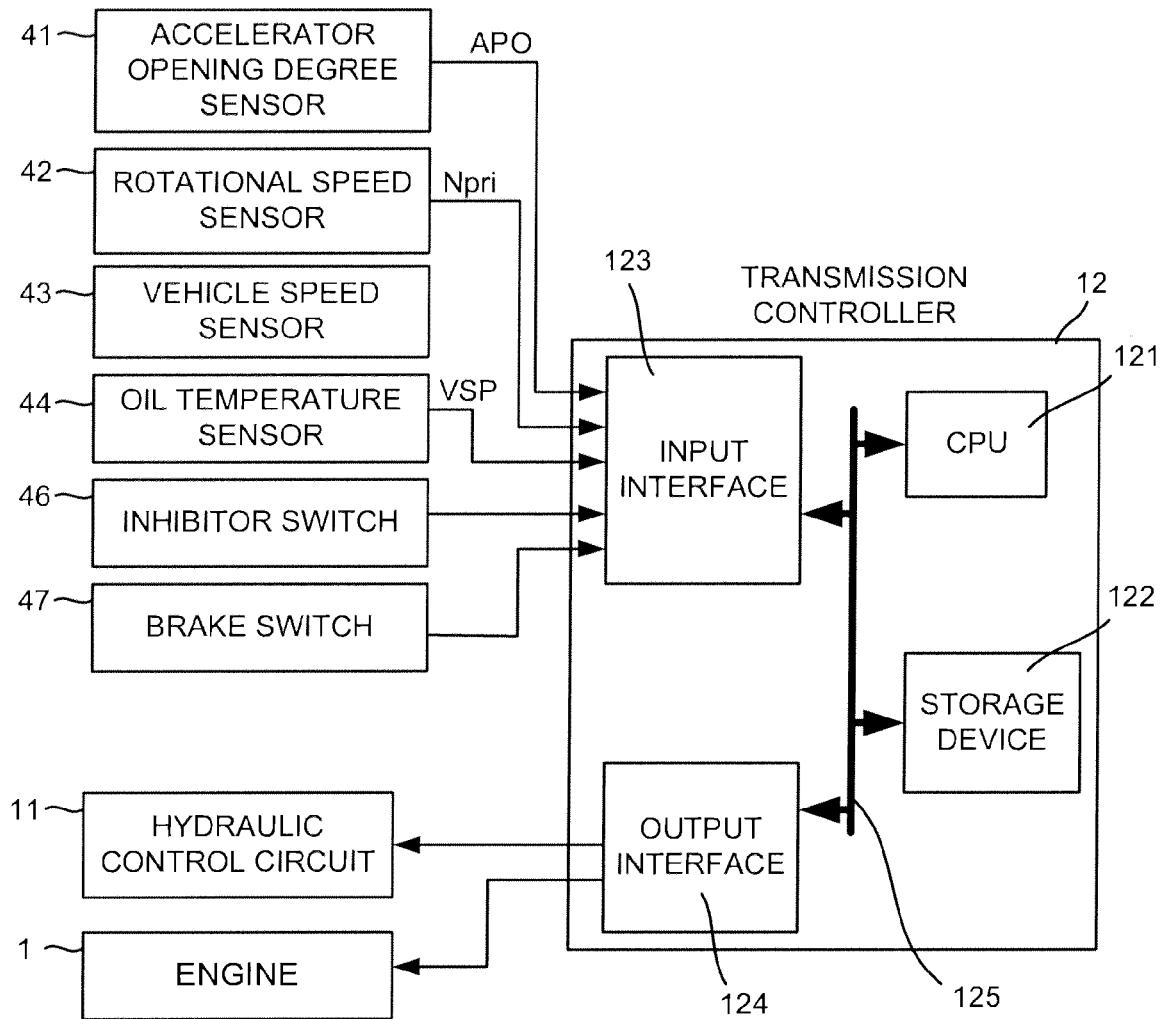 41
ACCELERATOR
OPENING DEGREE
SENSOR
APO
42
ROTATIONAL SPEED
SENSOR
Npri
43
VEHICLE SPEED
SENSOR
44
OIL TEMPERATURE
SENSOR
VSP
46
INHIBITOR SWITCH
47
BRAKE SWITCH
11
HYDRAULIC
CONTROL CIRCUIT
1
ENGINE
TRANSMISSION
CONTROLLER
12
123
INPUT
INTERFACE
121
CPU
122
STORAGE
DEVICE
OUTPUT
INTERFACE
124
125